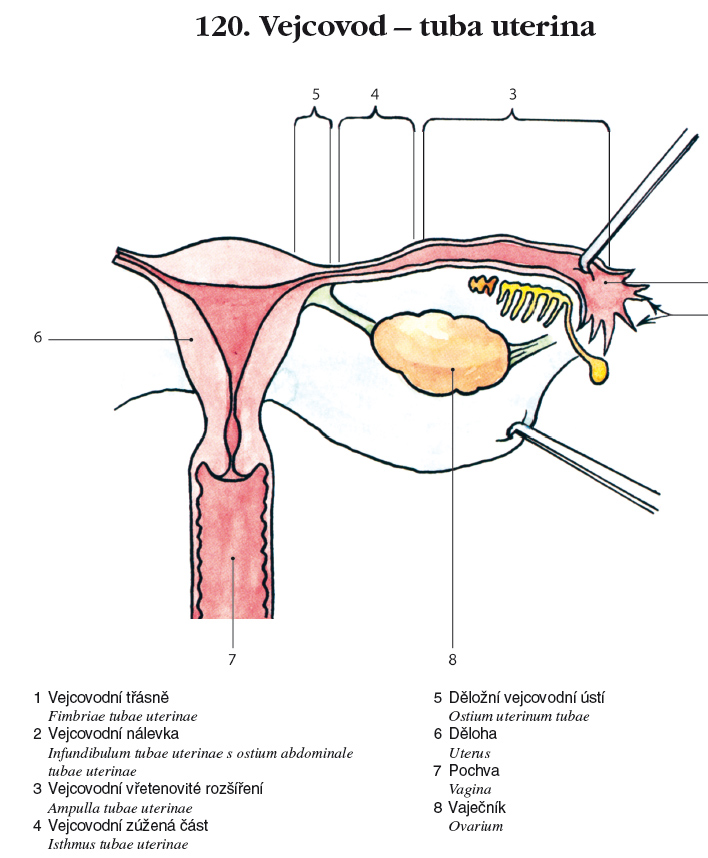 120. Vejcovod – tuba uterina
5
4
3
6
7
8
1 Vejcovodní třásně
Fimbriae tubae uterinae
2 Vejcovodní nálevka
Infundibulum tubae uterinae s ostium abdominale
tubae uterinae
3 Vejcovodní vřetenovité rozšíření
Ampulla tubae uterinae
4 Vejcovodní zúžená část
Isthmus tubae uterinae
5 Děložní vejcovodní ústí
Ostium uterinum tubae
6 Děloha
Uterus
7 Pochva
Vagina
8 Vaječník
Ovarium